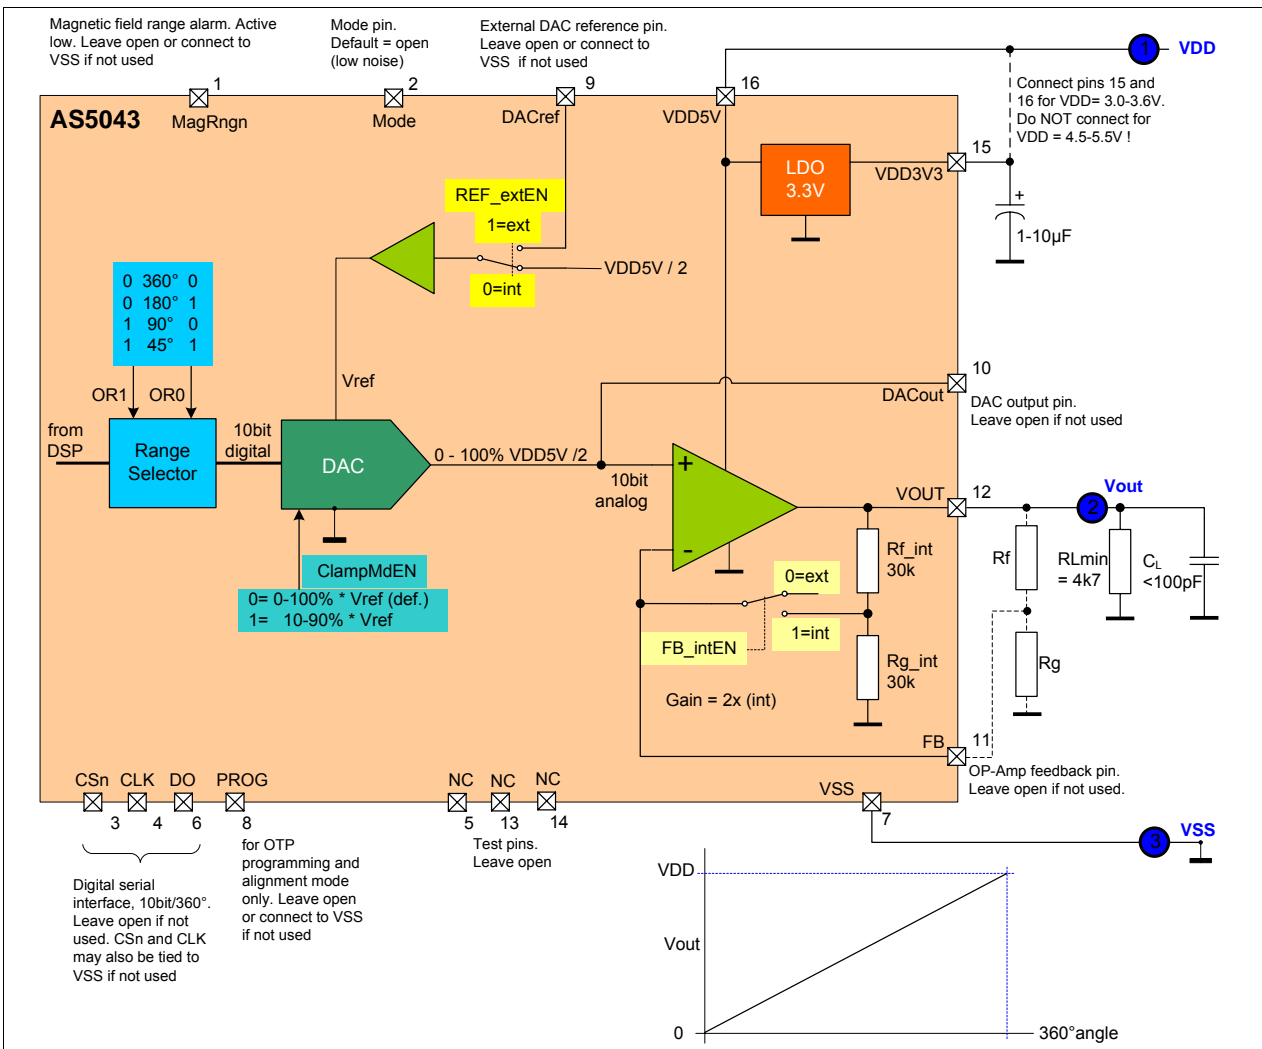 Magnetic field range alarm. Active
low. Leave open or connect to
VSS if not used
Mode pin.
Default = open
(low noise)
External DAC reference pin.
Leave open or connect to
VSS if not used
1
2
9
16
1
VDD
AS5043
MagRngn
Mode
DACref
VDD5V
Connect pins 15 and
16 for VDD= 3.0-3.6V.
Do NOT connect for
VDD = 4.5-5.5V !
LDO
3.3V
VDD3V3
15
+
1-10µF
REF_extEN
1=ext
VDD5V / 2
0=int
0 360° 0
0 180° 1
1 90° 0
1 45° 1
OR1
OR0
Vref
from
DSP
Range
Selector
10bit
digital
DAC
0 - 100% VDD5V /2
10bit
analog
+
-
DACout
10
DAC output pin.
Leave open if not used
VOUT
12
2
Vout
Rf_int
30k
Rf
RLmin
= 4k7
CL
<100pF
ClampMdEN
0= 0-100% * Vref (def.)
1= 10-90% * Vref
0=ext
1=int
FB_intEN
Rg_int
30k
Rg
Gain = 2x (int)
FB
11
OP-Amp feedback pin.
Leave open if not used.
CSn
CLK
DO
PROG
NC
NC
NC
VSS
3
4
6
8
5
13
14
7
3
VSS
Test pins.
Leave open
for OTP
programming and
alignment mode
only. Leave open
or connect to VSS
if not used
Digital serial
interface, 10bit/360°.
Leave open if not
used. CSn and CLK
may also be tied to
VSS if not used
VDD
Vout
0
360°angle